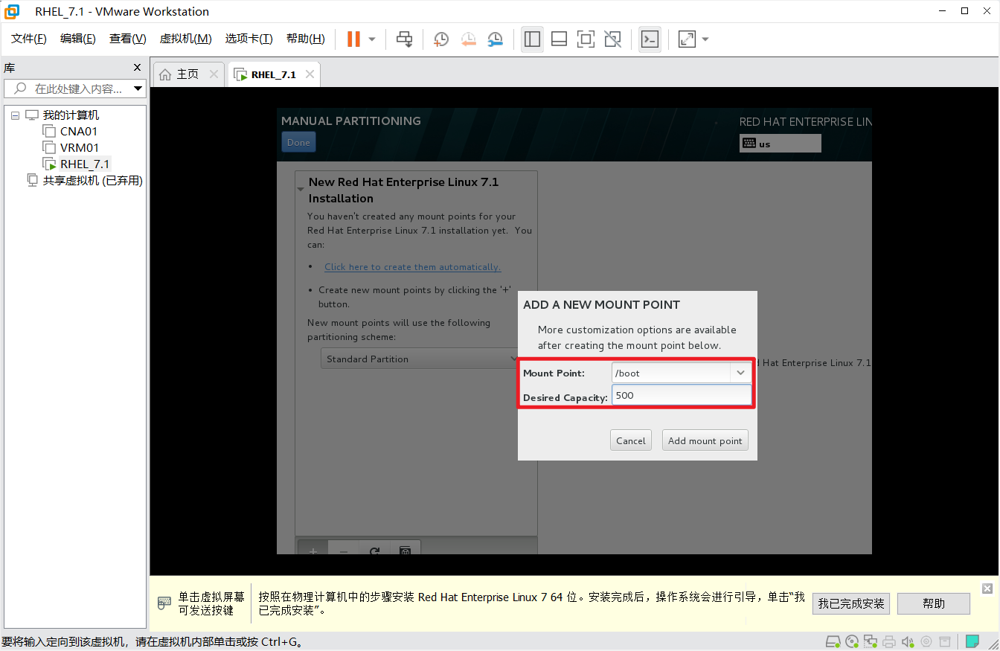 RHEL_7.1 - VMware Workstation
文件(F) 编辑(E) 查看(V) 虚拟机(M) 选项卡(T) 帮助(H)
库
在此处键入内容...
我的计算机
CNA01
VRM01
RHEL_7.1
共享虚拟机 (已弃用)
主页 RHEL_7.1
MANUAL PARTITIONING
RED HAT ENTERPRISE LIN
Done
us
New Red Hat Enterprise Linux 7.1
Installation
You haven't created any mount points for your
Red Hat Enterprise Linux 7.1 installation yet. You
can:
• Click here to create them automatically.
• Create new mount points by clicking the '+'
button.
New mount points will use the following
partitioning scheme:
Standard Partition
ADD A NEW MOUNT POINT
More customization options are available
after creating the mount point below.
Mount Point: /boot
Hat Enterprise Linux 7.1
Desired Capacity: 500
Cancel Add mount point
单击虚拟屏幕
可发送按键
按照在物理计算机中的步骤安装 Red Hat Enterprise Linux 7 64 位。安装完成后，操作系统会进行引导，单击“我
已完成安装”。
我已完成安装 帮助
要将输入定向到该虚拟机，请在虚拟机内部单击或按 Ctrl+G。